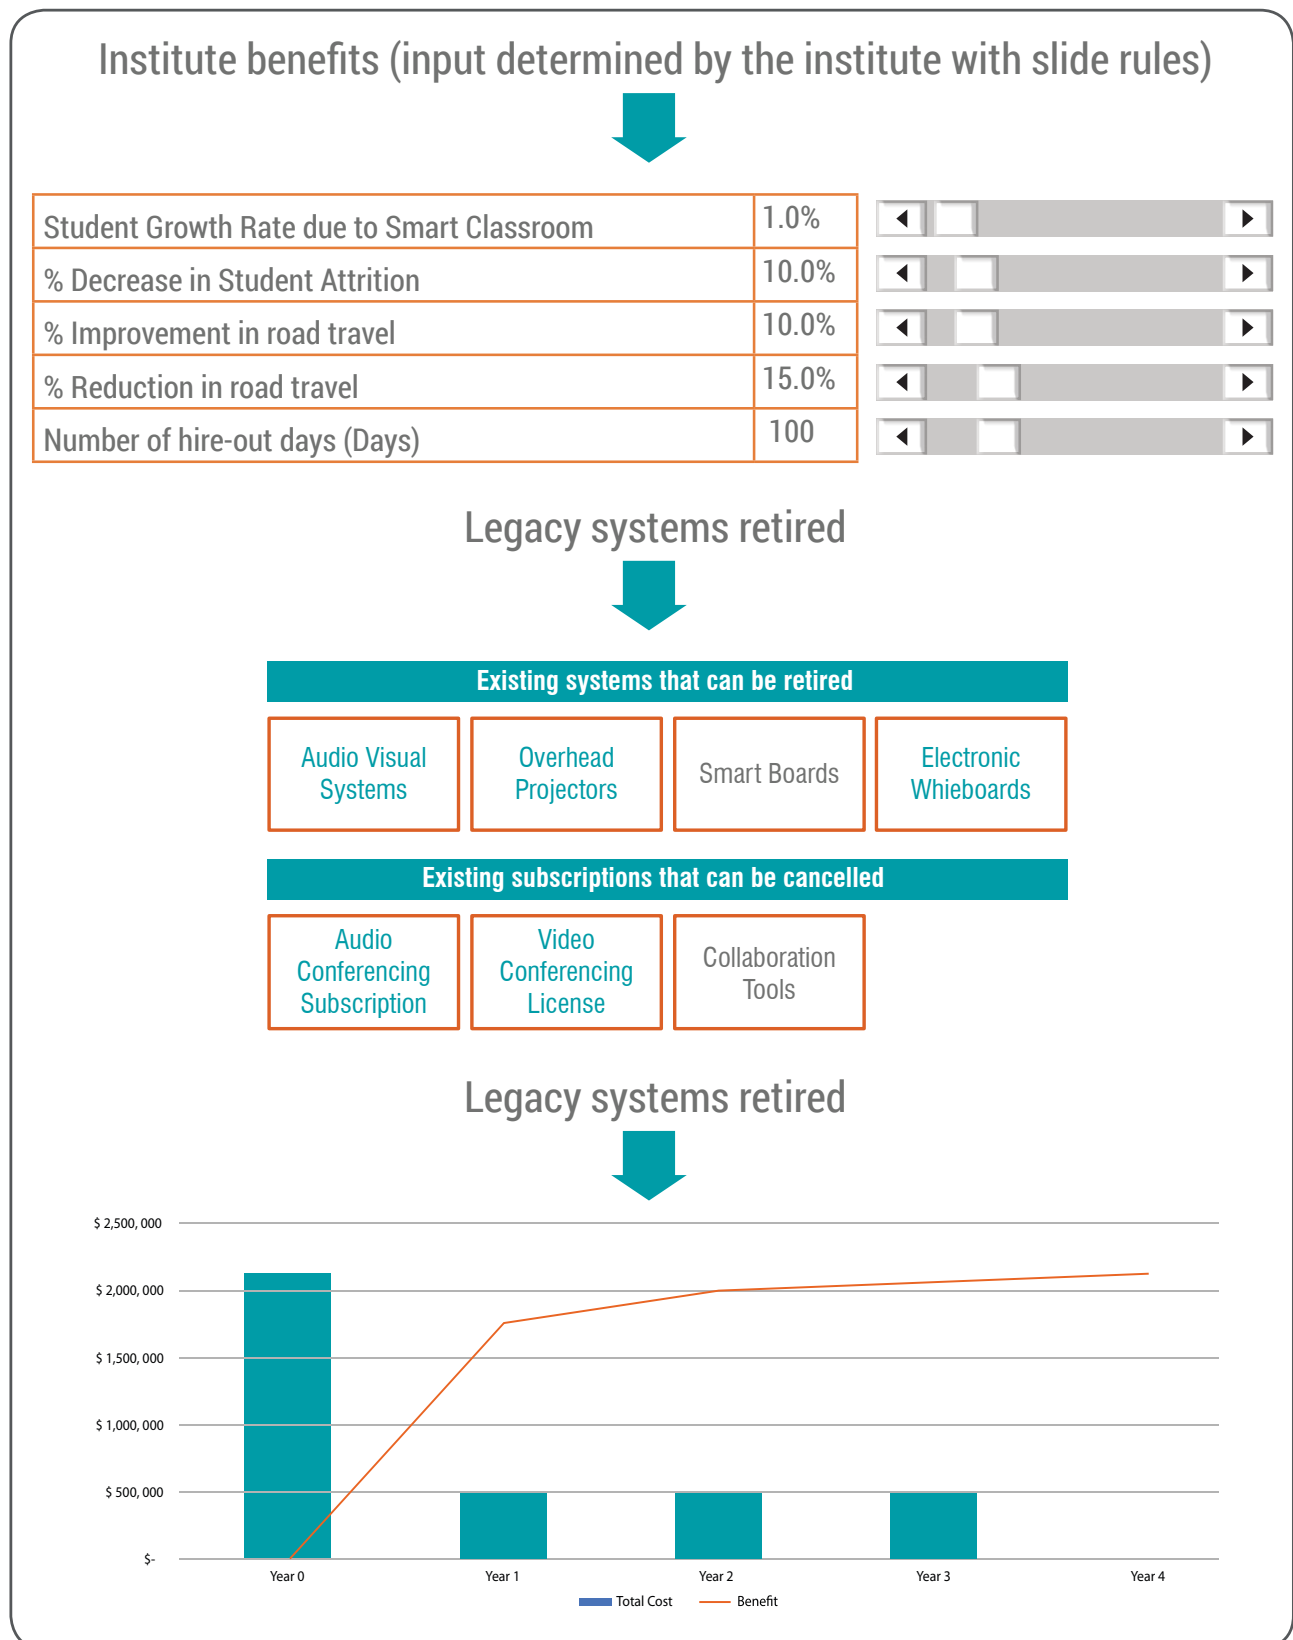 Institute benefits (input determined by the institute with slide rules)
Student Growth Rate due to Smart Classroom 1.0%
% Decrease in Student Attrition 10.0%
% Improvement in road travel 10.0%
% Reduction in road travel 15.0%
Number of hire-out days (Days) 100
Legacy systems retired
Existing systems that can be retired
Audio Visual
Systems
Overhead
Projectors
Smart Boards
Electronic
Whieboards
Existing subscriptions that can be cancelled
Audio
Conferencing
Subscription
Video
Conferencing
License
Collaboration
Tools
Legacy systems retired
$ 2,500, 000
$ 2,000, 000
$ 1,500, 000
$ 1,000, 000
$ 500, 000
$-
Year 0 Year 1 Year 2 Year 3 Year 4
Total Cost Benefit